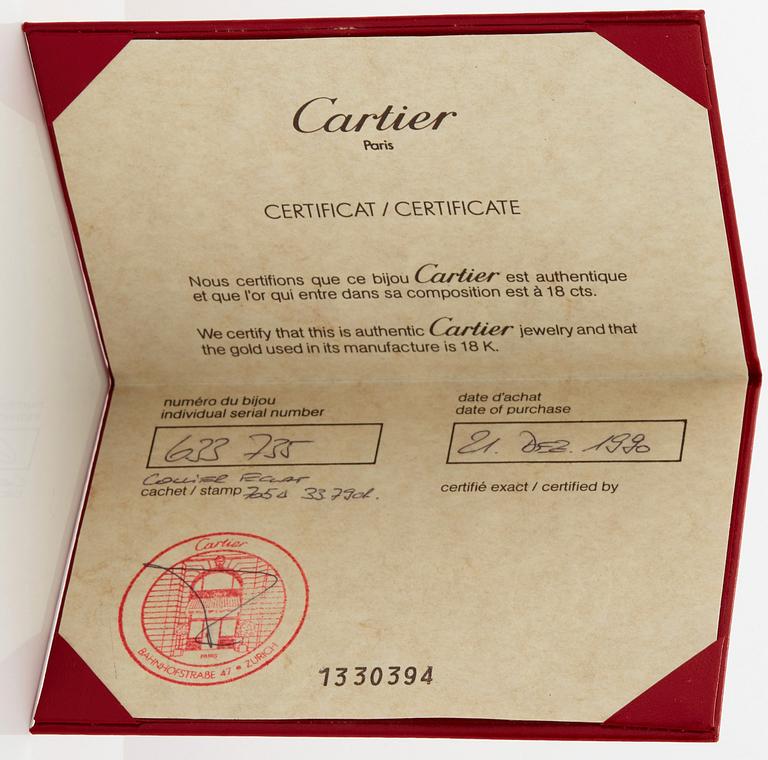 Cartier
Paris
CERTIFICAT / CERTIFICATE
Nous certifions que ce bijou Cartier est authentique
et que l'or qui entre dans sa composition est à 18 cts.
We certify that this is authentic Cartier jewelry and that
the gold used in its manufacture is 18 K.
numéro du bijou
individual serial number
date d'achat
date of purchase
633 735
21. DEZ. 1990
COLLIER ECLAT
cachet / stamp
certifié exact / certified by
Cartier
PARIS
BAHNHOFSTRAßE 47 • ZURICH
1330394